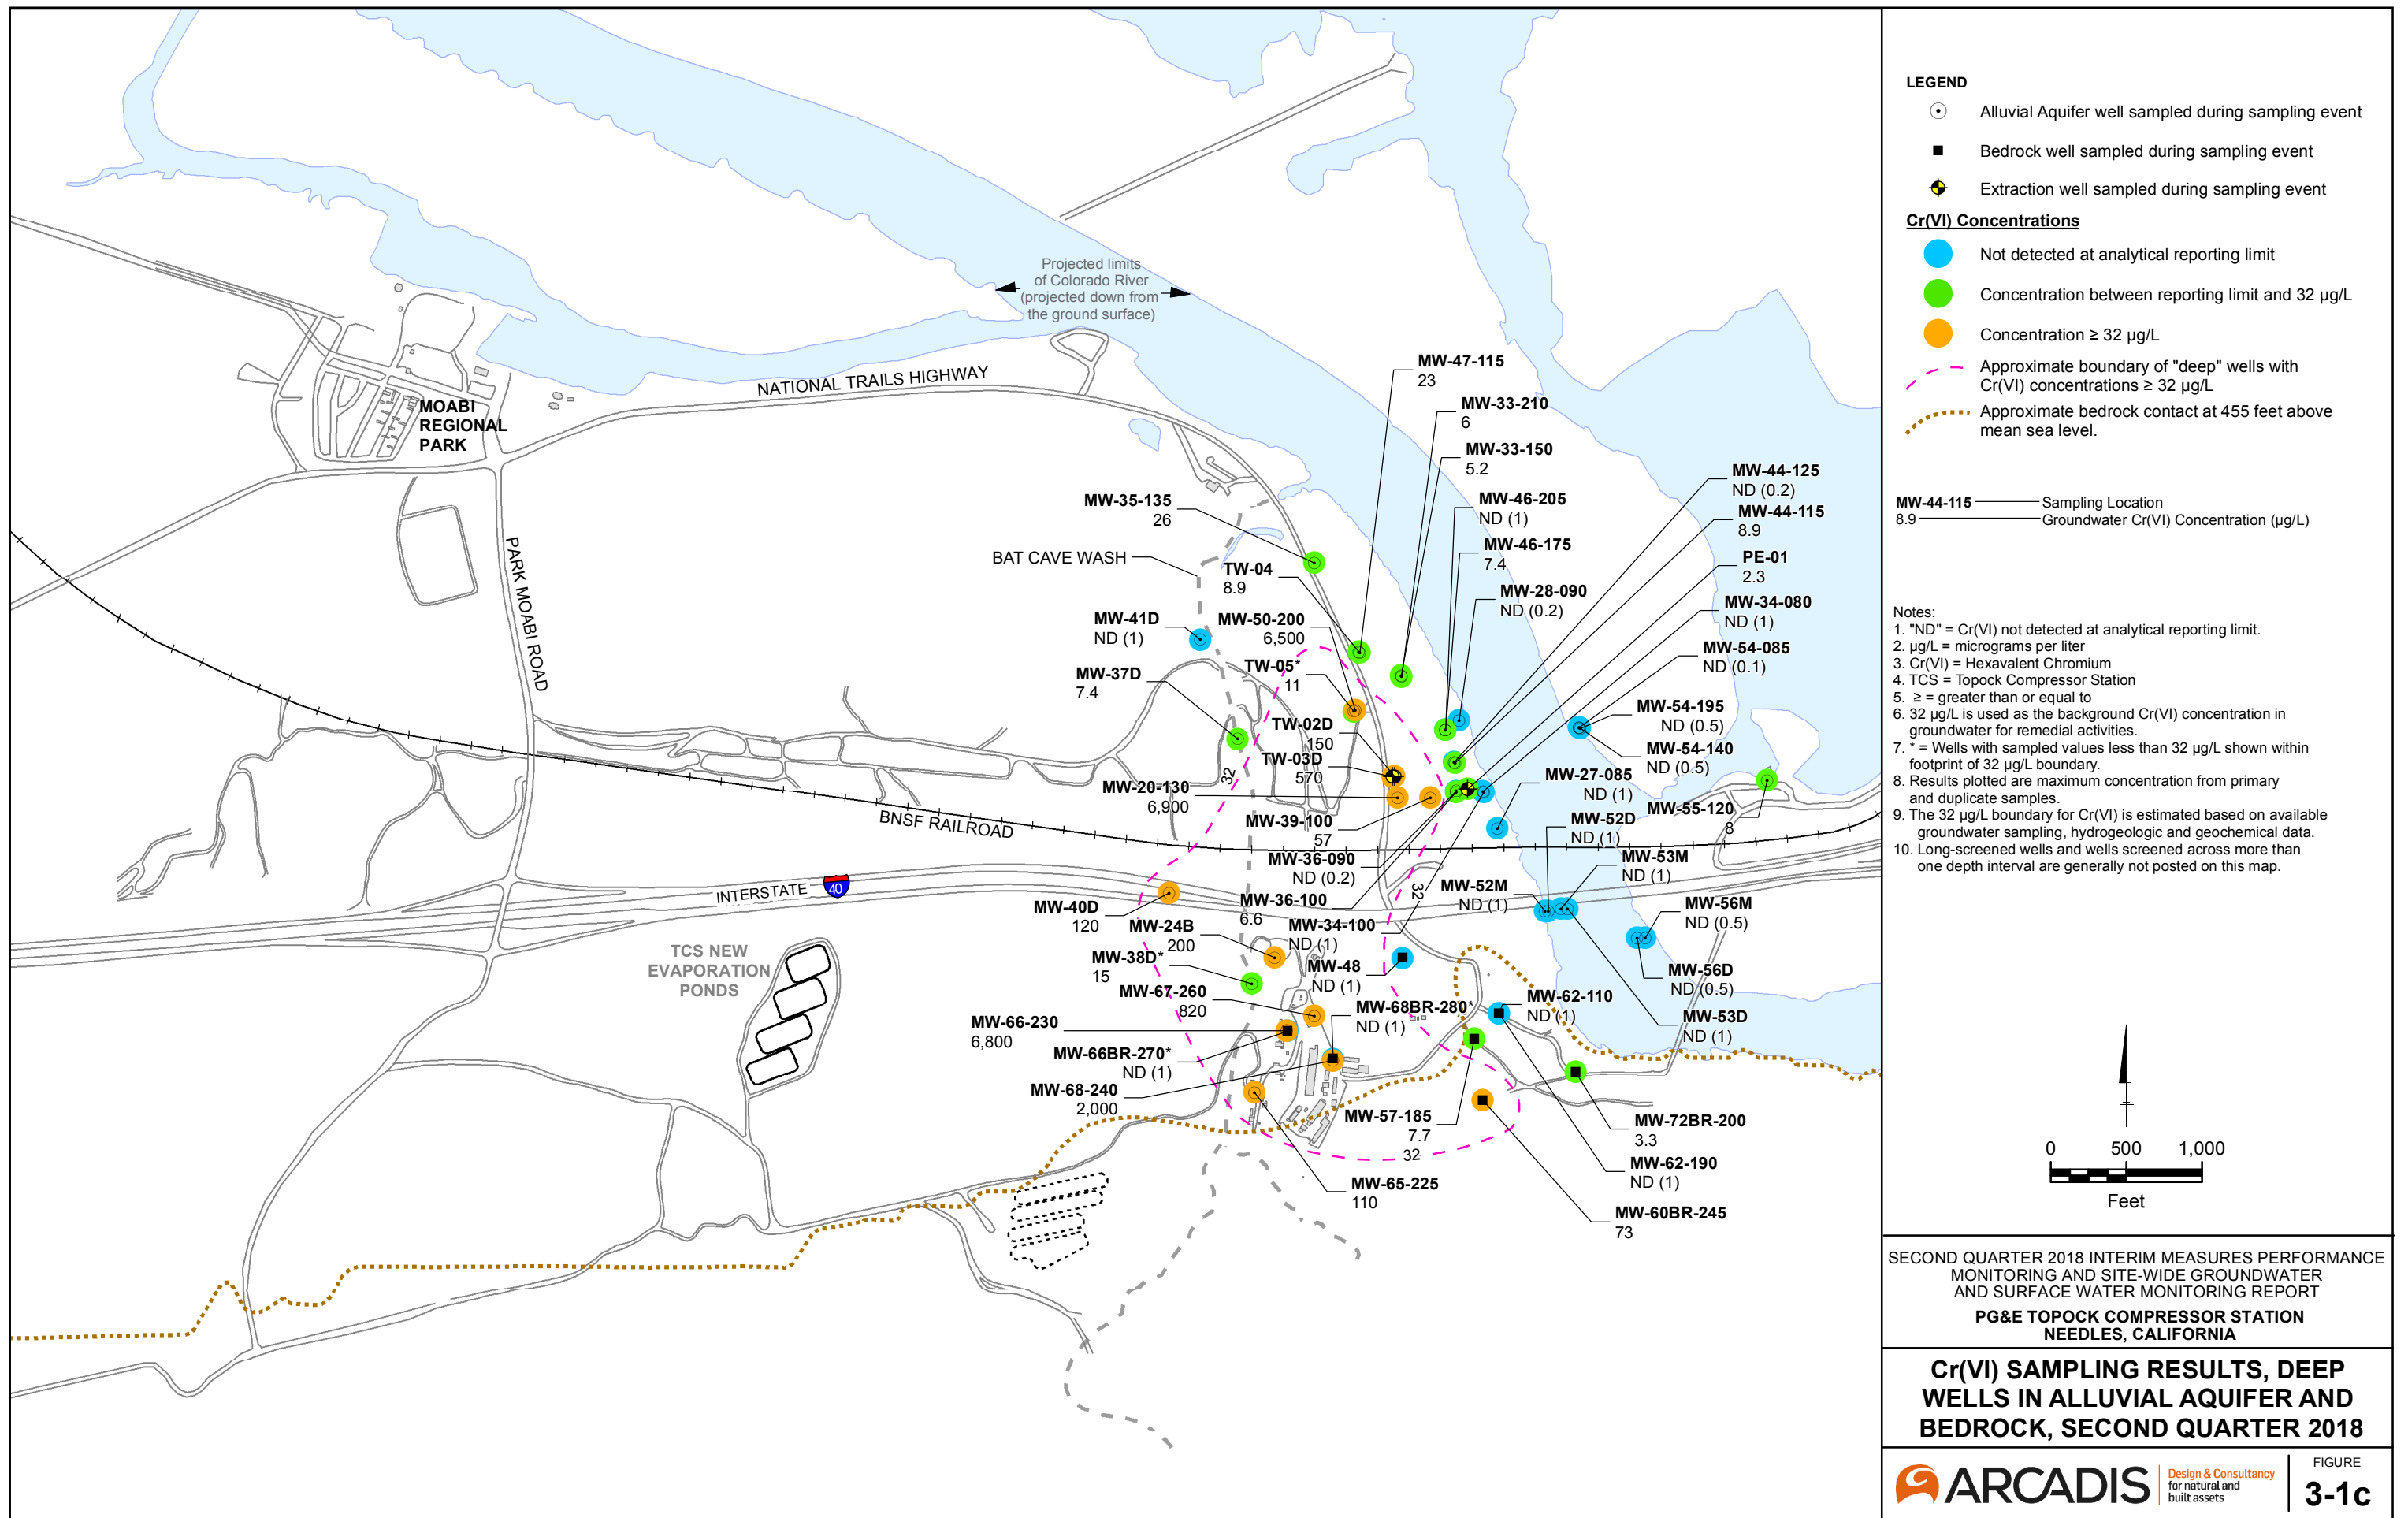 Projected limits
of Colorado River
(projected down from
the ground surface)
NATIONAL TRAILS HIGHWAY
MOABI
REGIONAL
PARK
PARK MOABI ROAD
BAT CAVE WASH
BNSF RAILROAD
INTERSTATE
40
TCS NEW
EVAPORATION
PONDS
MW-47-115
23
MW-33-210
6
MW-33-150
5.2
MW-46-205
ND (1)
MW-46-175
7.4
MW-28-090
ND (0.2)
MW-44-125
ND (0.2)
MW-44-115
8.9
PE-01
2.3
MW-34-080
ND (1)
MW-54-085
ND (0.1)
MW-54-195
ND (0.5)
MW-54-140
ND (0.5)
MW-27-085
ND (1)
MW-55-120
8
MW-52D
ND (1)
MW-53M
ND (1)
MW-52M
ND (1)
MW-56M
ND (0.5)
MW-56D
ND (0.5)
MW-53D
ND (1)
MW-62-110
ND (1)
MW-35-135
26
TW-04
8.9
MW-41D
ND (1)
MW-50-200
6,500
TW-05*
11
MW-37D
7.4
TW-02D
150
TW-03D
570
MW-20-130
6,900
MW-39-100
57
MW-36-090
ND (0.2)
MW-36-100
6.6
MW-34-100
ND (1)
MW-40D
120
MW-24B
200
MW-38D*
15
MW-48
ND (1)
MW-67-260
820
MW-68BR-280*
ND (1)
MW-66-230
6,800
MW-66BR-270*
ND (1)
MW-68-240
2,000
MW-57-185
7.7
MW-65-225
110
MW-72BR-200
3.3
MW-62-190
ND (1)
MW-60BR-245
73
32
32
32
LEGEND
Alluvial Aquifer well sampled during sampling event
Bedrock well sampled during sampling event
Extraction well sampled during sampling event
Cr(VI) Concentrations
Not detected at analytical reporting limit
Concentration between reporting limit and 32 µg/L
Concentration ≥ 32 µg/L
Approximate boundary of "deep" wells with
Cr(VI) concentrations ≥ 32 µg/L
Approximate bedrock contact at 455 feet above
mean sea level.
MW-44-115 Sampling Location
8.9 Groundwater Cr(VI) Concentration (µg/L)
Notes:
1. "ND" = Cr(VI) not detected at analytical reporting limit.
2. µg/L = micrograms per liter
3. Cr(VI) = Hexavalent Chromium
4. TCS = Topock Compressor Station
5. ≥ = greater than or equal to
6. 32 µg/L is used as the background Cr(VI) concentration in
groundwater for remedial activities.
7. * = Wells with sampled values less than 32 µg/L shown within
footprint of 32 µg/L boundary.
8. Results plotted are maximum concentration from primary
and duplicate samples.
9. The 32 µg/L boundary for Cr(VI) is estimated based on available
groundwater sampling, hydrogeologic and geochemical data.
10. Long-screened wells and wells screened across more than
one depth interval are generally not posted on this map.
0 500 1,000
Feet
SECOND QUARTER 2018 INTERIM MEASURES PERFORMANCE
MONITORING AND SITE-WIDE GROUNDWATER
AND SURFACE WATER MONITORING REPORT
PG&E TOPOCK COMPRESSOR STATION
NEEDLES, CALIFORNIA
Cr(VI) SAMPLING RESULTS, DEEP
WELLS IN ALLUVIAL AQUIFER AND
BEDROCK, SECOND QUARTER 2018
ARCADIS
Design & Consultancy
for natural and
built assets
FIGURE
3-1c